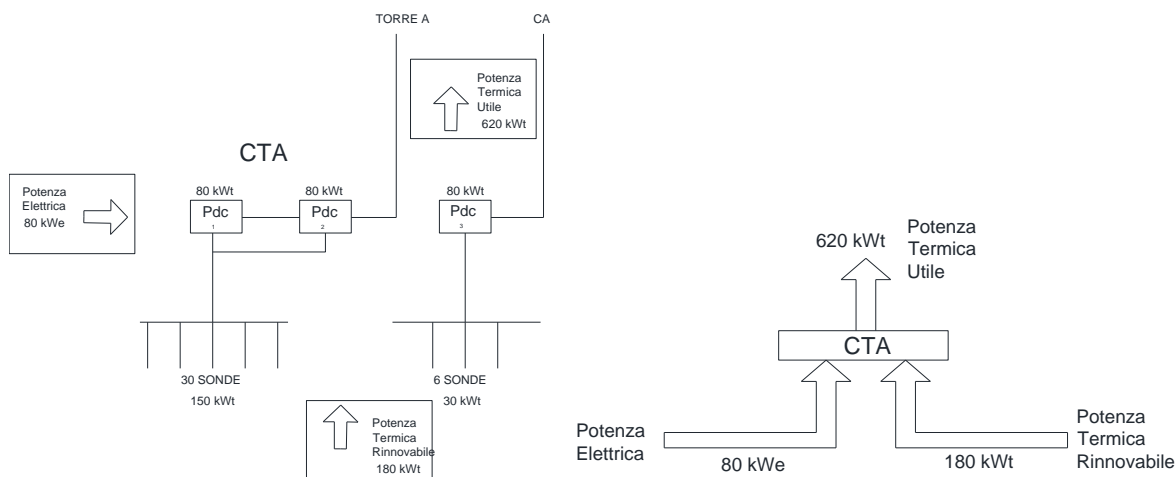 TORRE A
CA
Potenza
Termica
Utile
620 kWt
CTA
Potenza
Elettrica
80 kWe
80 kWt
Pdc
1
80 kWt
Pdc
2
80 kWt
Pdc
3
30 SONDE
150 kWt
6 SONDE
30 kWt
Potenza
Termica
Rinnovabile
180 kWt
620 kWt
Potenza
Termica
Utile
CTA
Potenza
Elettrica
80 kWe
180 kWt
Potenza
Termica
Rinnovabile